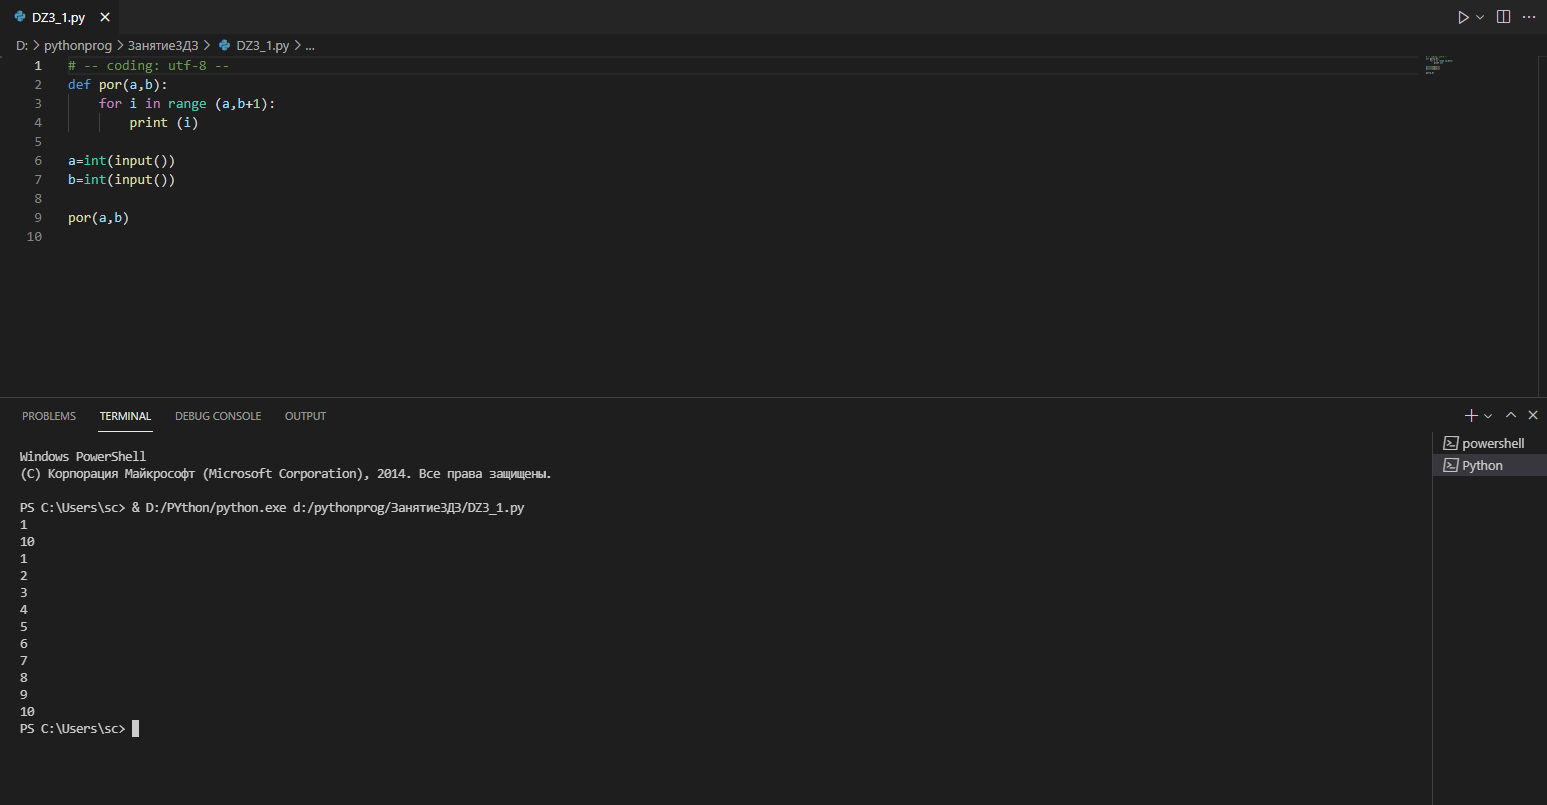 DZ3_1.py
D: > pythonprog > Занятие3ДЗ > DZ3_1.py > ...
1 # -- coding: utf-8 --
2 def por(a,b):
3 for i in range (a,b+1):
4 print (i)
5
6 a=int(input())
7 b=int(input())
8
9 por(a,b)
10
PROBLEMS TERMINAL DEBUG CONSOLE OUTPUT
powershell
Python
Windows PowerShell
(C) Корпорация Майкрософт (Microsoft Corporation), 2014. Все права защищены.
PS C:\Users\sc> & D:/PYthon/python.exe d:/pythonprog/Занятие3ДЗ/DZ3_1.py
1
10
1
2
3
4
5
6
7
8
9
10
PS C:\Users\sc>